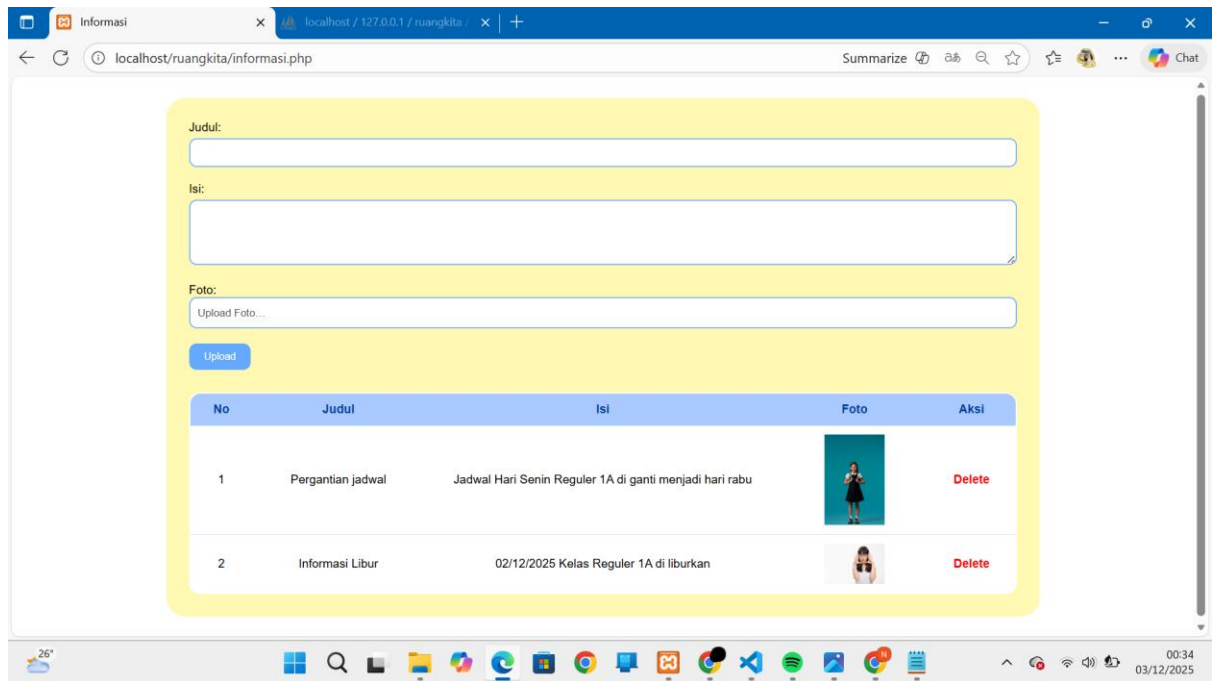 Informasi
localhost / 127.0.0.1 / ruangkita /
localhost/ruangkita/informasi.php
Summarize
Chat
Judul:
Isi:
Foto:
Upload Foto...
Upload
No Judul Isi Foto Aksi
1 Pergantian jadwal Jadwal Hari Senin Reguler 1A di ganti menjadi hari rabu Delete
2 Informasi Libur 02/12/2025 Kelas Reguler 1A di liburkan Delete
26°
00:34
03/12/2025